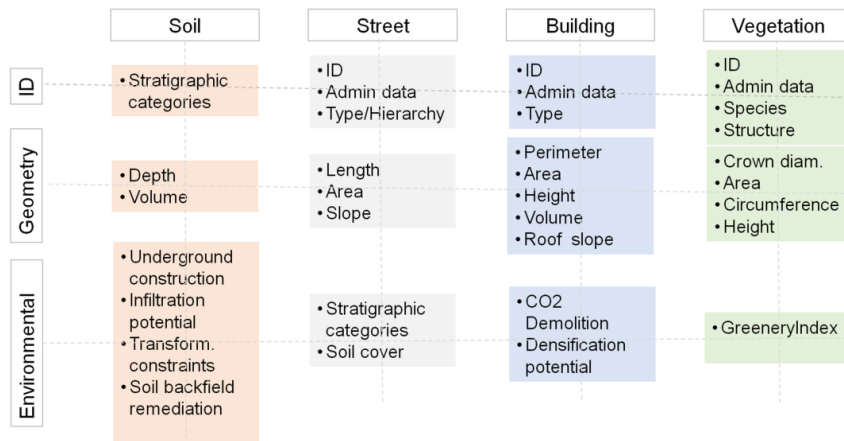 Soil
Street
Building
Vegetation
ID
• Stratigraphic
categories
• ID
• Admin data
• Type/Hierarchy
• ID
• Admin data
• Type
• ID
• Admin data
• Species
• Structure
Geometry
• Depth
• Volume
• Length
• Area
• Slope
• Perimeter
• Area
• Height
• Volume
• Roof slope
• Crown diam.
• Area
• Circumference
• Height
Environmental
• Underground
construction
• Infiltration
potential
• Transform.
constraints
• Soil backfield
remediation
• Stratigraphic
categories
• Soil cover
• CO2
Demolition
• Densification
potential
• GreeneryIndex